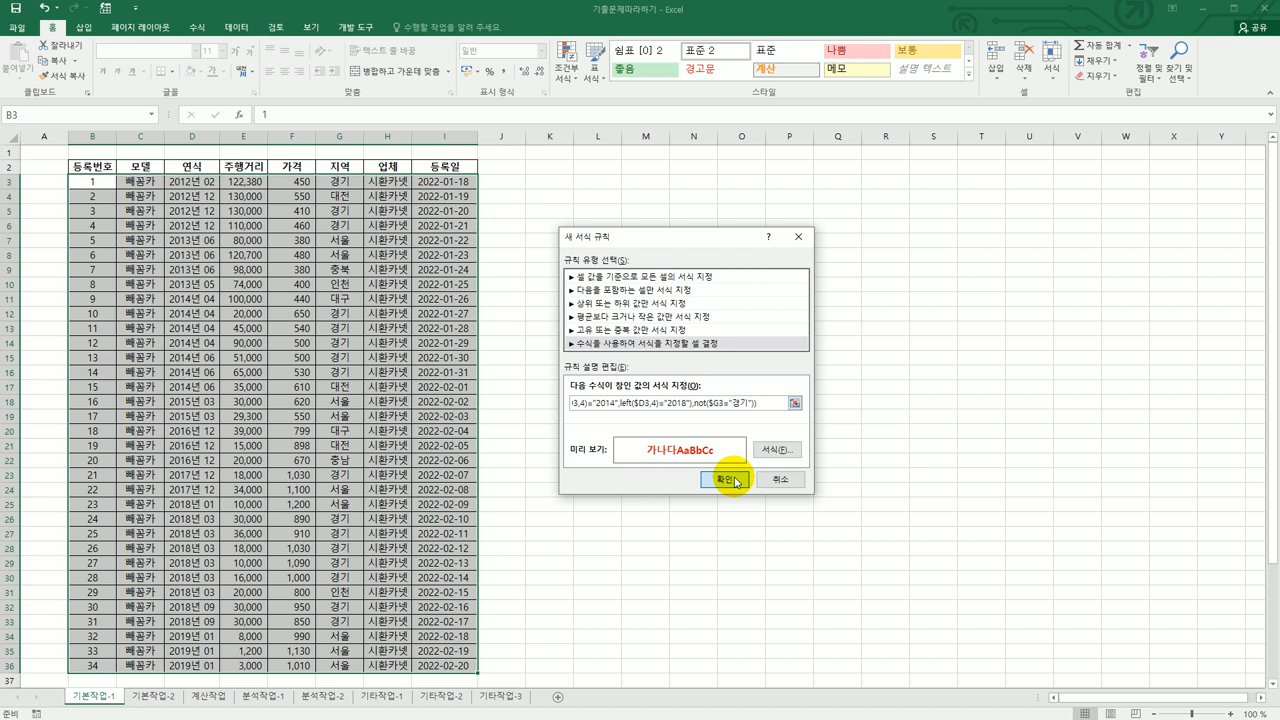 기출문제따라하기 - Excel
파일 홈 삽입 페이지 레이아웃 수식 데이터 검토 보기 개발 도구 수행할 작업을 알려 주세요. 공유
붙여넣기 잘라내기 복사 서식 복사 클립보드
11 가 가 가 가 가 글꼴
텍스트 줄 바꿈 병합하고 가운데 맞춤 맞춤
일반 % 표시 형식
조건부 서식 표 서식
쉼표 [0] 2 표준 2 표준 나쁨 보통
좋음 경고문 계산 메모 설명 텍스트
스타일
삽입 삭제 서식 셀
자동 합계 채우기 지우기 정렬 및 필터 찾기 및 선택 편집
B3 fx 1
A B C D E F G H I J K L M N O P Q R S T U V W X Y
1
2 등록번호 모델 연식 주행거리 가격 지역 업체 등록일
3 1 빼꼼카 2012년 02 122,380 450 경기 시환카넷 2022-01-18
4 2 빼꼼카 2012년 12 130,000 550 대전 시환카넷 2022-01-19
5 3 빼꼼카 2012년 12 130,000 410 경기 시환카넷 2022-01-20
6 4 빼꼼카 2012년 12 110,000 460 경기 시환카넷 2022-01-21
7 5 빼꼼카 2013년 06 80,000 380 서울 시환카넷 2022-01-22
8 6 빼꼼카 2013년 06 120,700 480 서울 시환카넷 2022-01-23
9 7 빼꼼카 2013년 06 98,000 380 충북 시환카넷 2022-01-24
10 8 빼꼼카 2013년 05 74,000 400 인천 시환카넷 2022-01-25
11 9 빼꼼카 2014년 04 100,000 440 대구 시환카넷 2022-01-26
12 10 빼꼼카 2014년 04 20,000 650 경기 시환카넷 2022-01-27
13 11 빼꼼카 2014년 04 45,000 540 경기 시환카넷 2022-01-28
14 12 빼꼼카 2014년 04 90,000 500 경기 시환카넷 2022-01-29
15 13 빼꼼카 2014년 06 51,000 500 경기 시환카넷 2022-01-30
16 14 빼꼼카 2014년 06 65,000 530 경기 시환카넷 2022-01-31
17 15 빼꼼카 2014년 06 35,000 610 대전 시환카넷 2022-02-01
18 16 빼꼼카 2015년 03 30,000 620 서울 시환카넷 2022-02-02
19 17 빼꼼카 2015년 03 29,300 550 서울 시환카넷 2022-02-03
20 18 빼꼼카 2016년 12 39,000 799 대구 시환카넷 2022-02-04
21 19 빼꼼카 2016년 12 15,000 898 대전 시환카넷 2022-02-05
22 20 빼꼼카 2016년 12 20,000 670 충남 시환카넷 2022-02-06
23 21 빼꼼카 2017년 12 18,000 1,030 경기 시환카넷 2022-02-07
24 22 빼꼼카 2017년 12 34,000 1,100 서울 시환카넷 2022-02-08
25 23 빼꼼카 2018년 01 10,000 1,200 서울 시환카넷 2022-02-09
26 24 빼꼼카 2018년 03 30,000 890 경기 시환카넷 2022-02-10
27 25 빼꼼카 2018년 03 36,000 910 경기 시환카넷 2022-02-11
28 26 빼꼼카 2018년 03 18,000 1,030 경기 시환카넷 2022-02-12
29 27 빼꼼카 2018년 03 10,000 1,090 경기 시환카넷 2022-02-13
30 28 빼꼼카 2018년 03 16,000 1,000 경기 시환카넷 2022-02-14
31 29 빼꼼카 2018년 03 20,000 800 인천 시환카넷 2022-02-15
32 30 빼꼼카 2018년 09 30,000 950 경기 시환카넷 2022-02-16
33 31 빼꼼카 2018년 09 30,000 850 경기 시환카넷 2022-02-17
34 32 빼꼼카 2019년 01 8,000 990 서울 시환카넷 2022-02-18
35 33 빼꼼카 2019년 01 1,200 1,130 서울 시환카넷 2022-02-19
36 34 빼꼼카 2019년 01 3,000 1,010 서울 시환카넷 2022-02-20
37
새 서식 규칙 ?
규칙 유형 선택(S):
► 셀 값을 기준으로 모든 셀의 서식 지정
► 다음을 포함하는 셀만 서식 지정
► 상위 또는 하위 값만 서식 지정
► 평균보다 크거나 작은 값만 서식 지정
► 고유 또는 중복 값만 서식 지정
► 수식을 사용하여 서식을 지정할 셀 결정
규칙 설명 편집(E):
다음 수식이 참인 값의 서식 지정(O):
3,4)="2014",left($D3,4)="2018"),not($G3="경기"))
미리 보기: 가나다AaBbCc 서식(F)...
확인 취소
기본작업-1 기본작업-2 계산작업 분석작업-1 분석작업-2 기타작업-1 기타작업-2 기타작업-3
준비 100 %